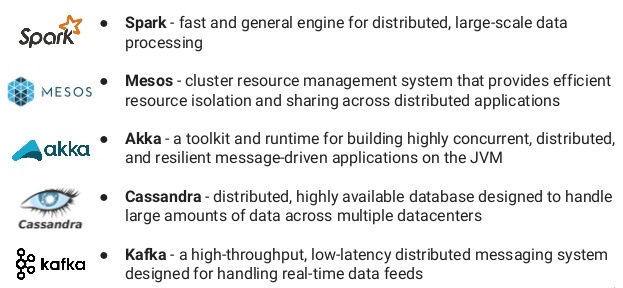 Spark
● Spark - fast and general engine for distributed, large-scale data
processing
MESOS
● Mesos - cluster resource management system that provides efficient
resource isolation and sharing across distributed applications
akka
● Akka - a toolkit and runtime for building highly concurrent, distributed,
and resilient message-driven applications on the JVM
Cassandra
● Cassandra - distributed, highly available database designed to handle
large amounts of data across multiple datacenters
kafka
● Kafka - a high-throughput, low-latency distributed messaging system
designed for handling real-time data feeds